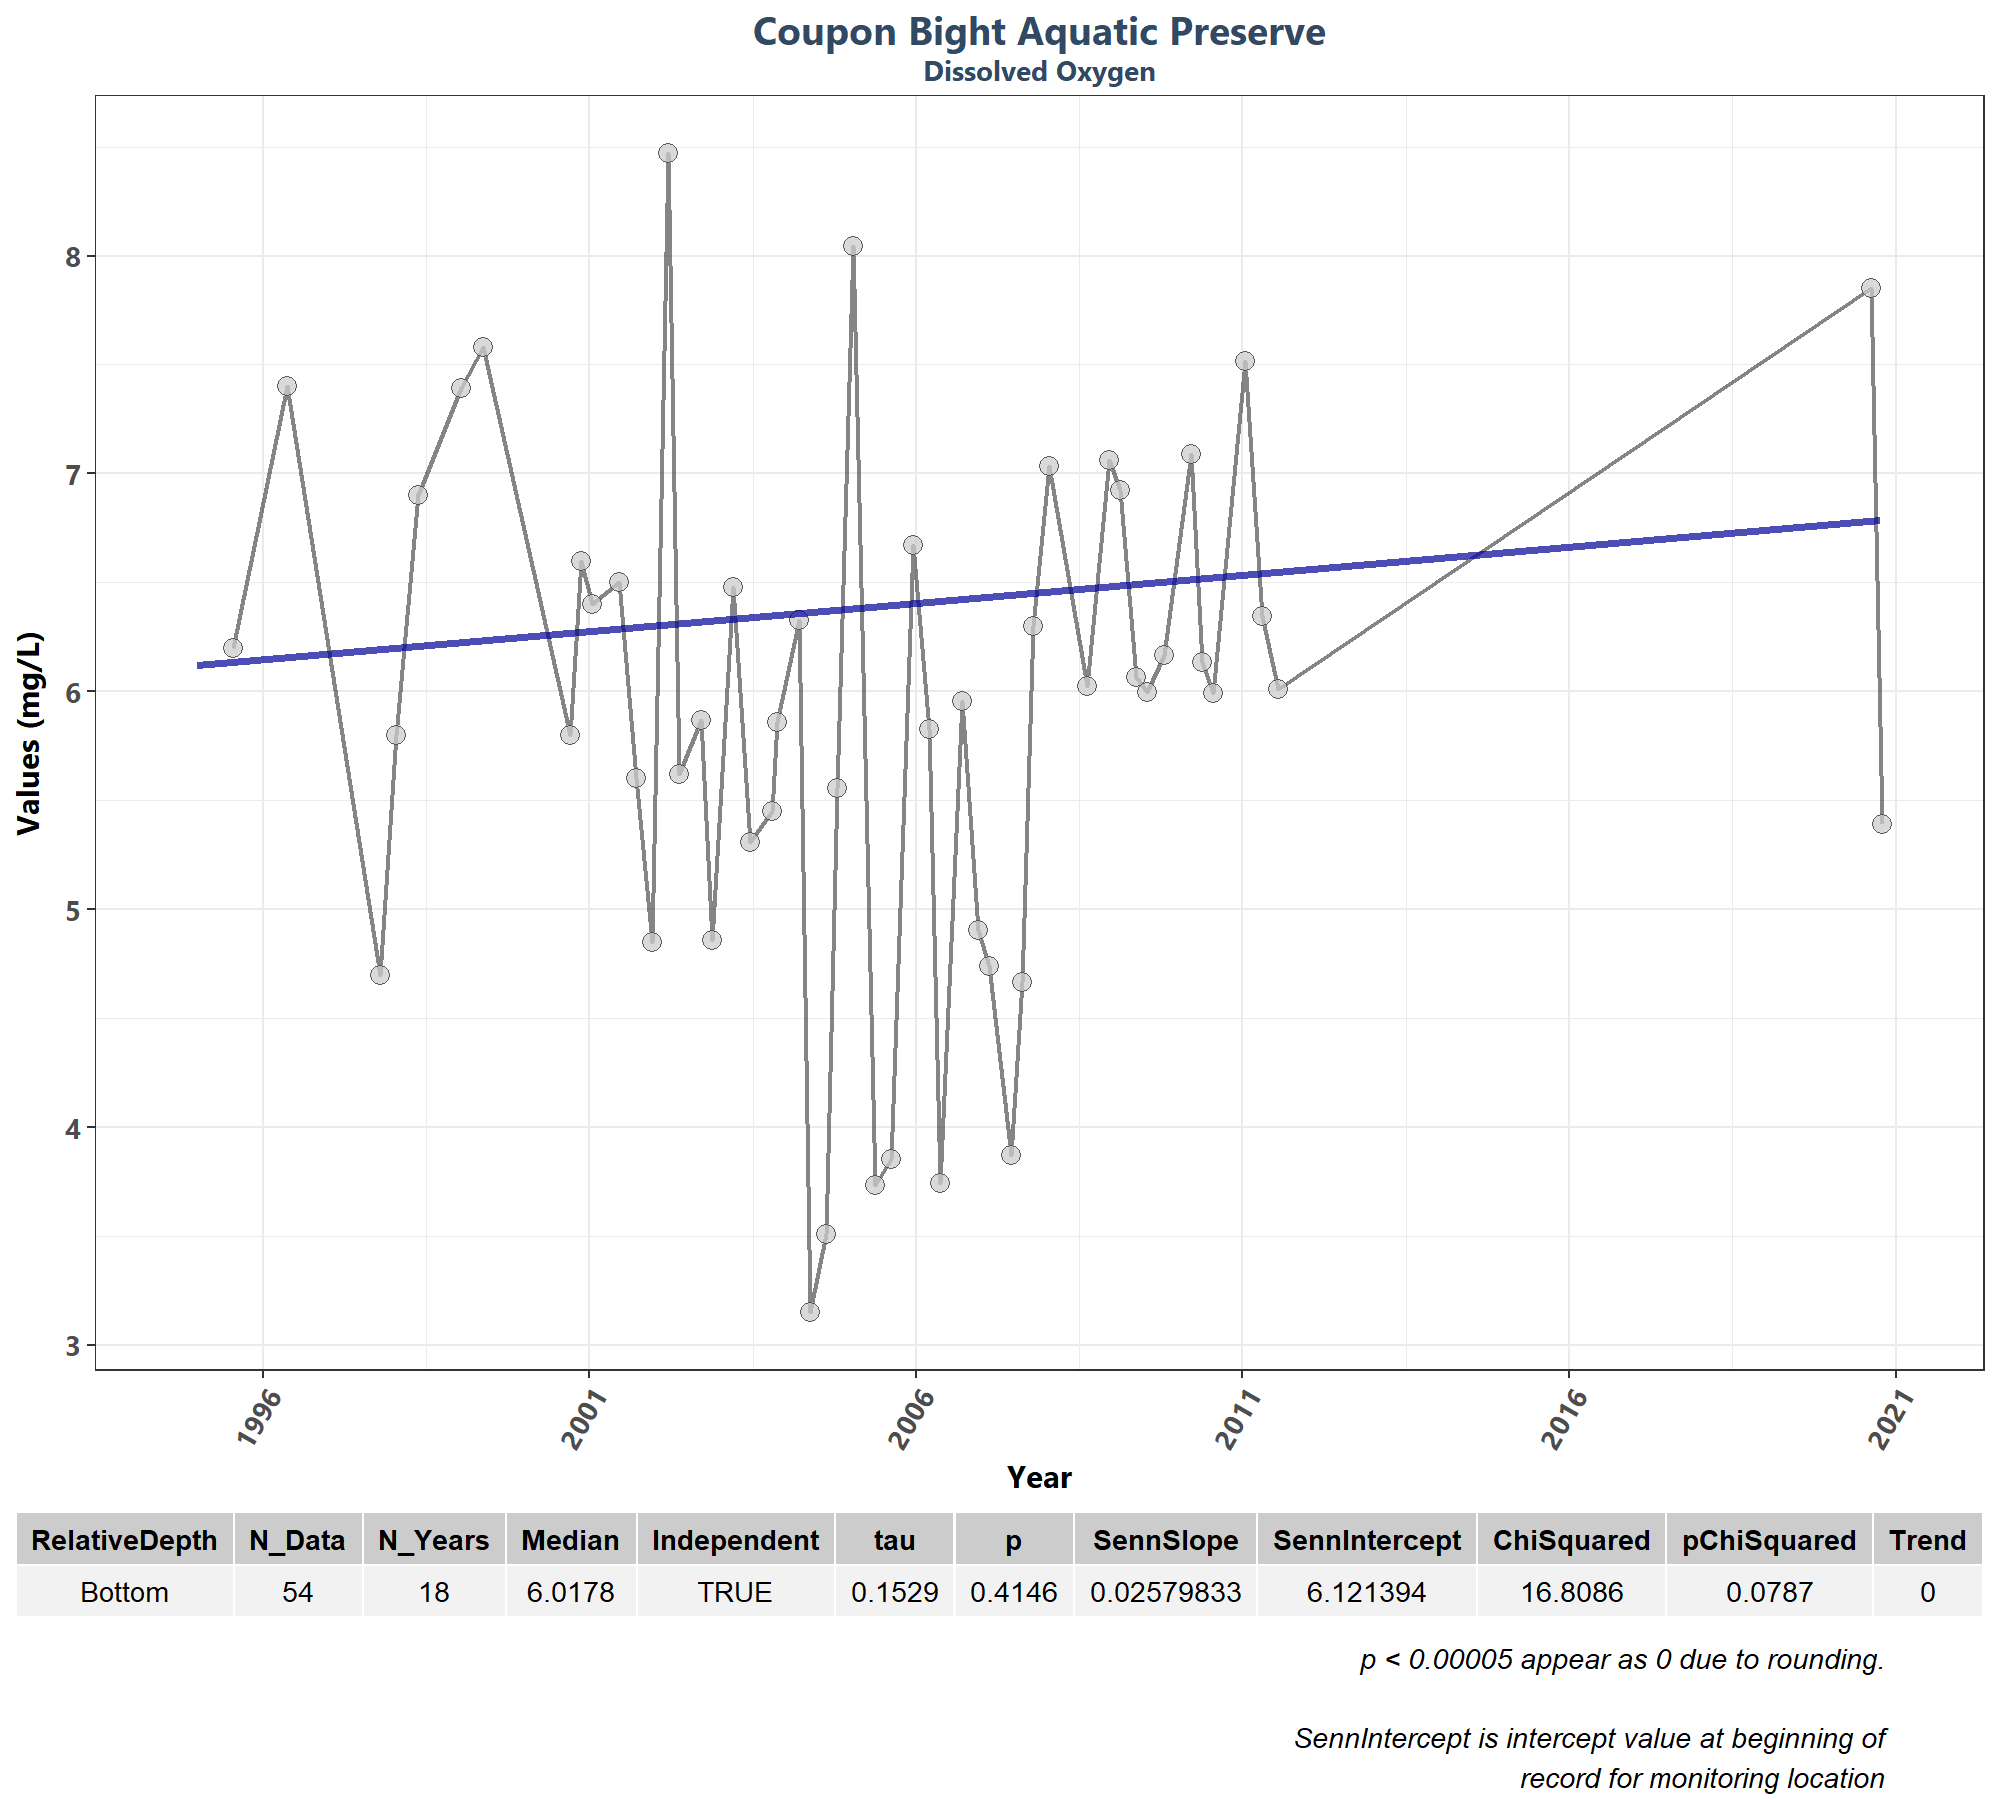 Coupon Bight Aquatic Preserve
Dissolved Oxygen
Values (mg/L)
8
7
6
5
4
3
1996
2001
2006
2011
2016
2021
Year
RelativeDepth N_Data N_Years Median Independent tau p SennSlope SennIntercept ChiSquared pChiSquared Trend
Bottom 54 18 6.0178 TRUE 0.1529 0.4146 0.02579833 6.121394 16.8086 0.0787 0
p < 0.00005 appear as 0 due to rounding.
SennIntercept is intercept value at beginning of
record for monitoring location